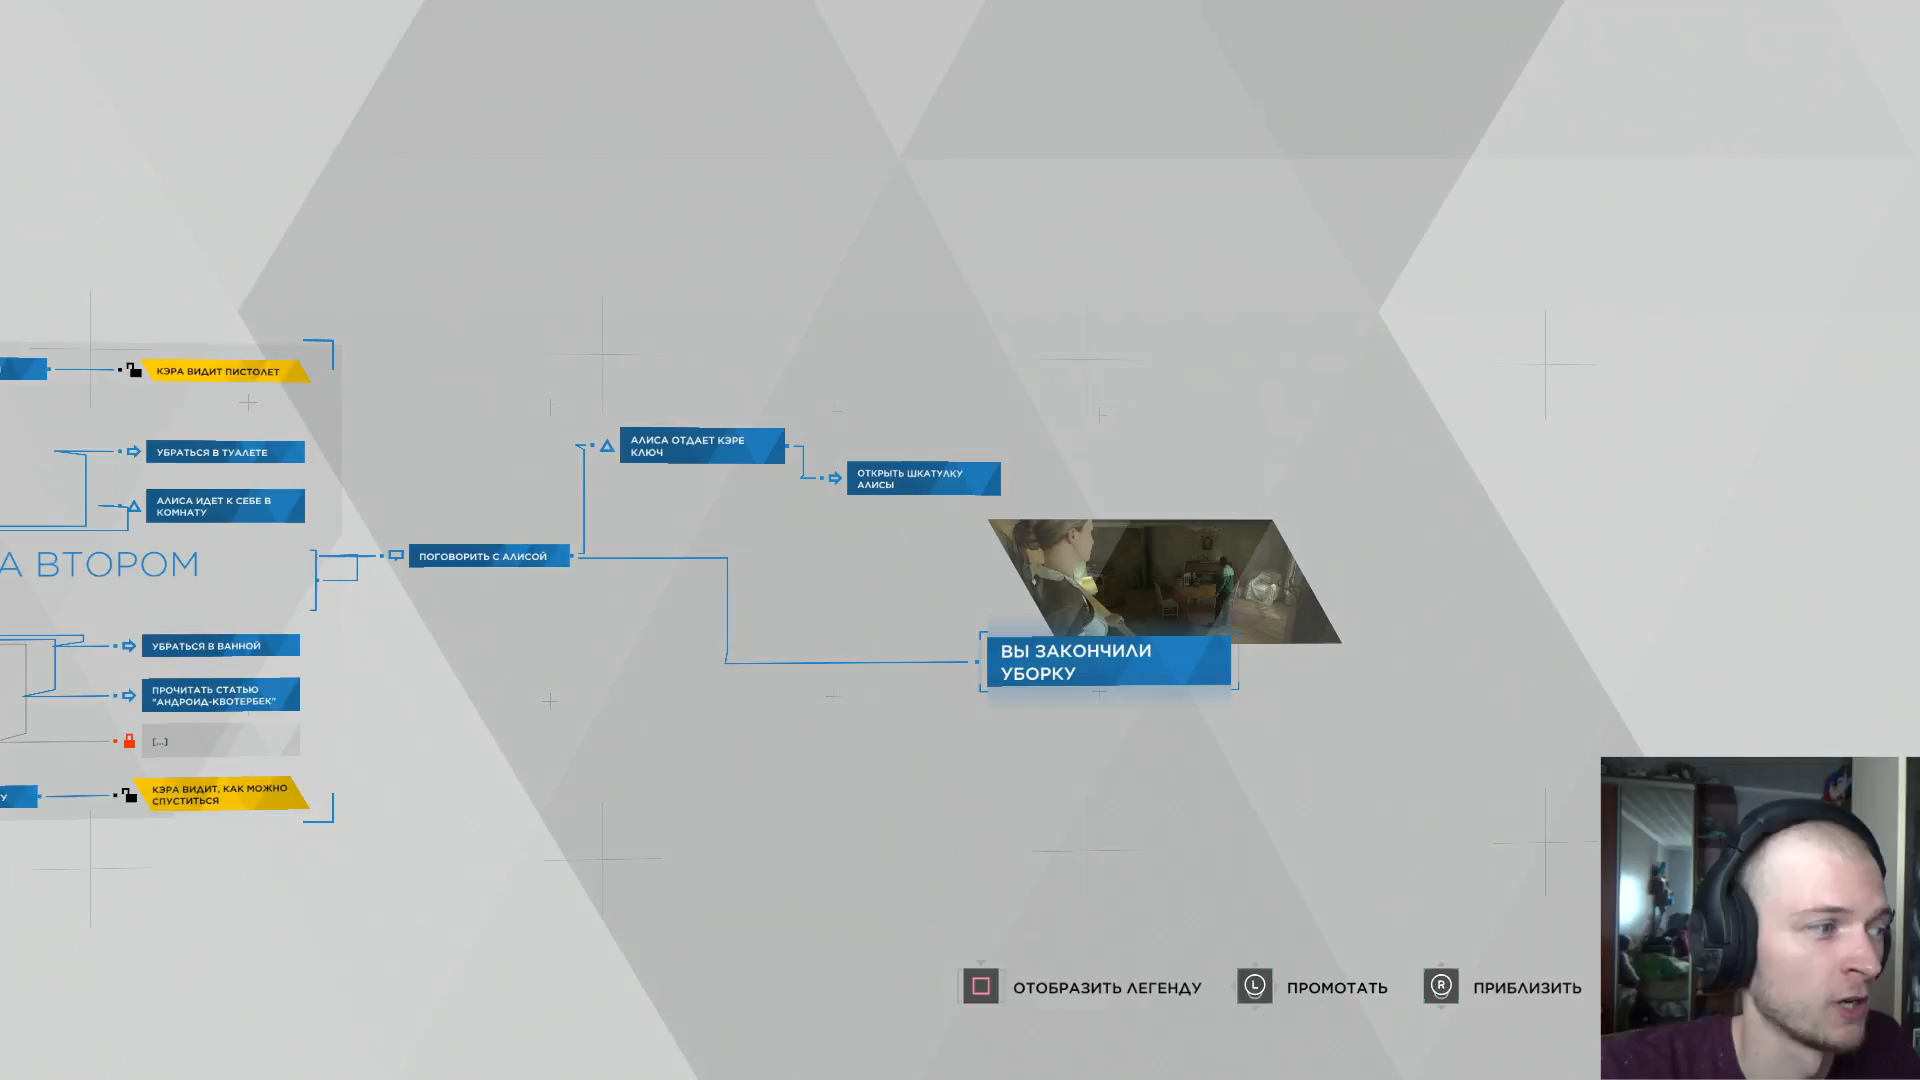 КЭРА ВИДИТ ПИСТОЛЕТ
УБРАТЬСЯ В ТУАЛЕТЕ
АЛИСА ИДЕТ К СЕБЕ В
КОМНАТУ
А ВТОРОМ
АЛИСА ОТДАЕТ КЭРЕ
КЛЮЧ
ОТКРЫТЬ ШКАТУЛКУ
АЛИСЫ
ПОГОВОРИТЬ С АЛИСОЙ
ВЫ ЗАКОНЧИЛИ
УБОРКУ
УБРАТЬСЯ В ВАННОЙ
ПРОЧИТАТЬ СТАТЬЮ
"АНДРОИД-КВОТЕРБЕК"
[...]
У
КЭРА ВИДИТ, КАК МОЖНО
СПУСТИТЬСЯ
ОТОБРАЗИТЬ ЛЕГЕНДУ
L
ПРОМОТАТЬ
R
ПРИБЛИЗИТЬ